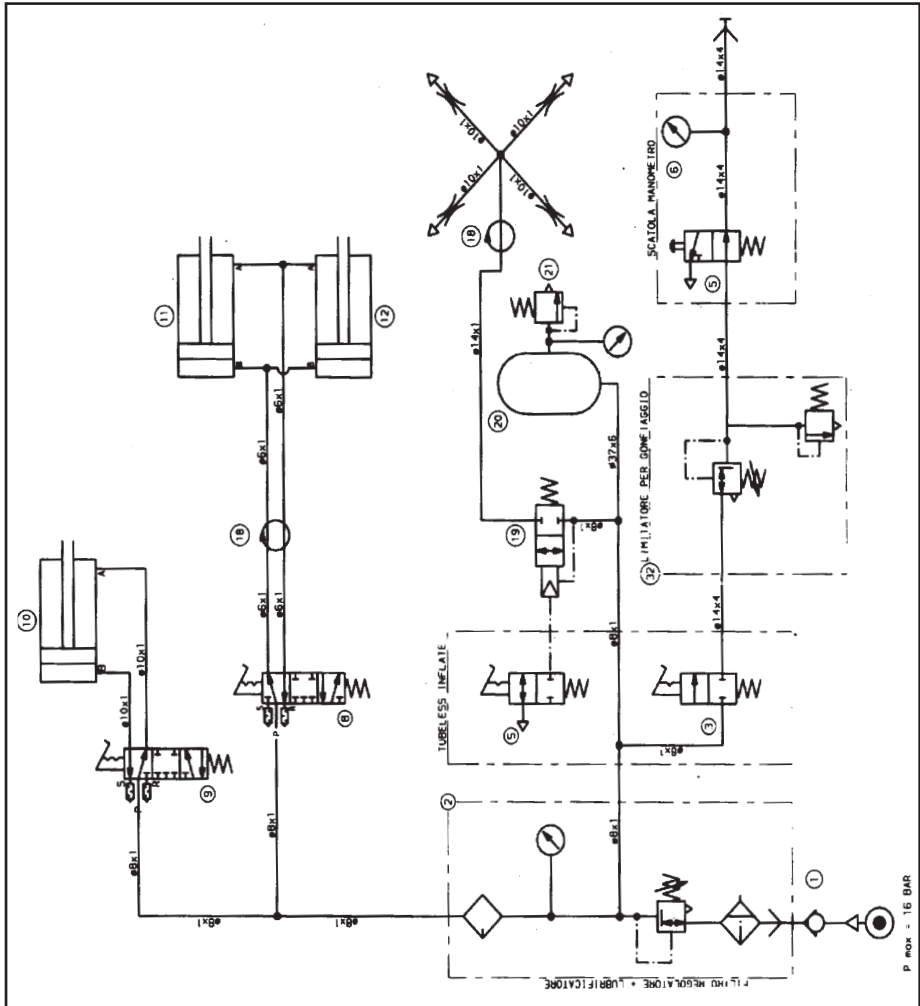 ø14x4
6
SCATOLA MANOMETRO
ø14x4
5
ø10x1
ø10x1
ø10x1
ø10x1
18
ø14x1
21
20
ø14x4
11
A
B
12
A
B
ø6x1
ø6x1
18
ø6x1
ø6x1
ø37x6
19
ø8x1
LIMITATORE PER GONFIAGGIO
32
ø14x4
10
A
B
ø10x1
ø10x1
S
R
P
9
S
R
P
8
TUBELESS INFLATE
5
ø8x1
3
ø8x1
ø8x1
ø8x1
2
ø8x1
ø8x1
ø8x1
1
FILTRO REGOLATORE + LUBRIFICATORE
P max = 16 BAR